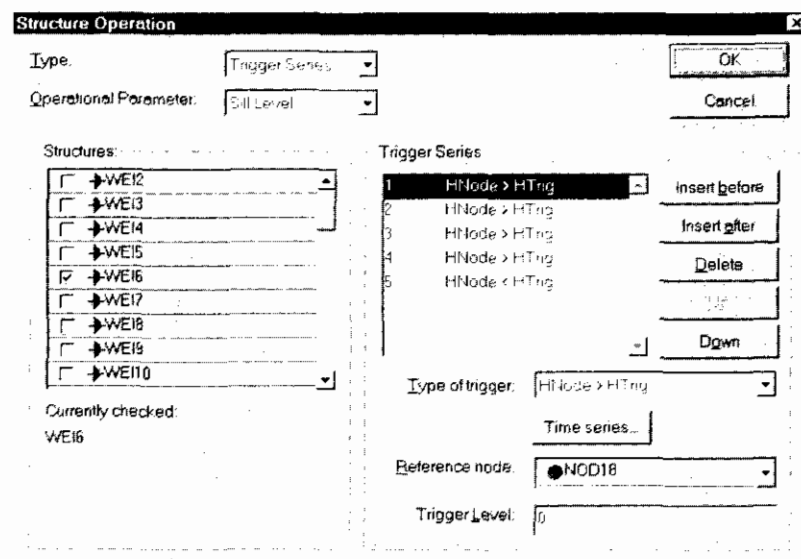 Structure Operation
Type:
Trigger Series
OK
Operational Parameter:
Sill Level
Cancel
Structures:
WEI2
WEI3
WEI4
WEI5
WEI6
WEI7
WEI8
WEI9
WEI10
Currently checked:
WEI6
Trigger Series
1 HNode > HTrig
2 HNode > HTrig
3 HNode > HTrig
4 HNode > HTrig
5 HNode < HTrig
Insert before
Insert after
Delete
Down
Type of trigger:
HNode > HTrig
Time series...
Reference node:
NOD18
Trigger Level:
0